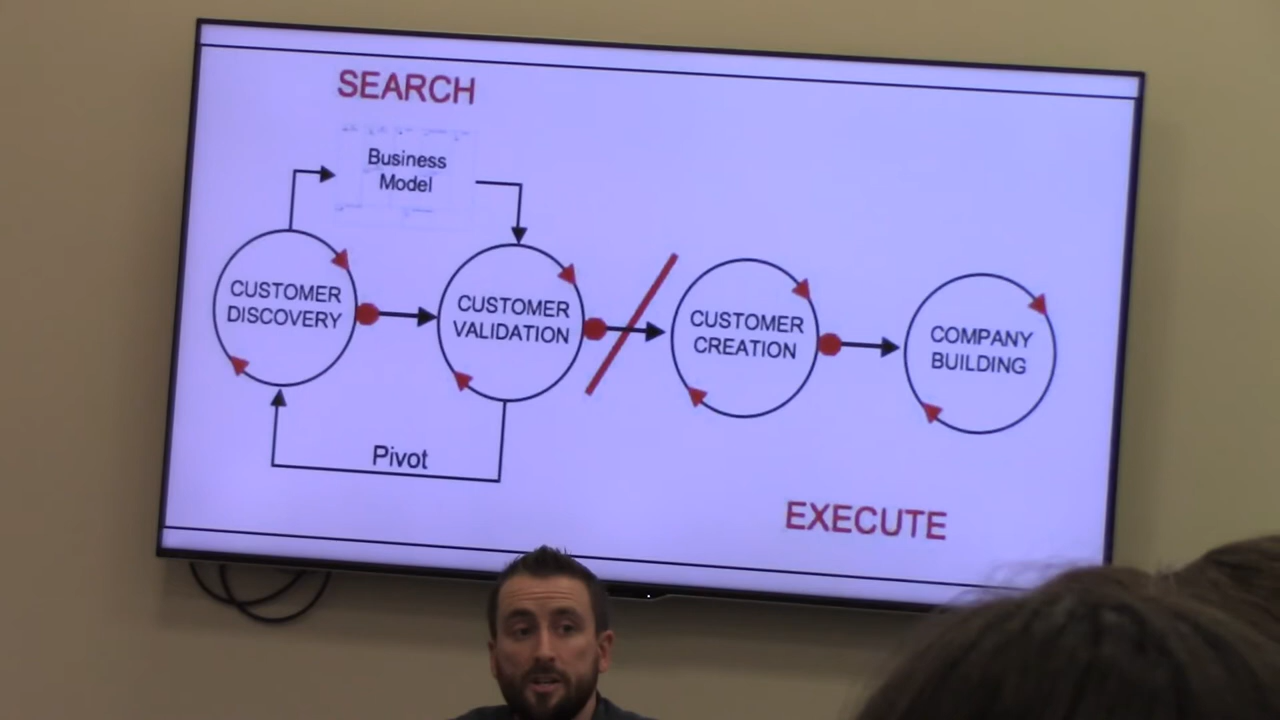 SEARCH
Business
Model
CUSTOMER
DISCOVERY
CUSTOMER
VALIDATION
CUSTOMER
CREATION
COMPANY
BUILDING
Pivot
EXECUTE